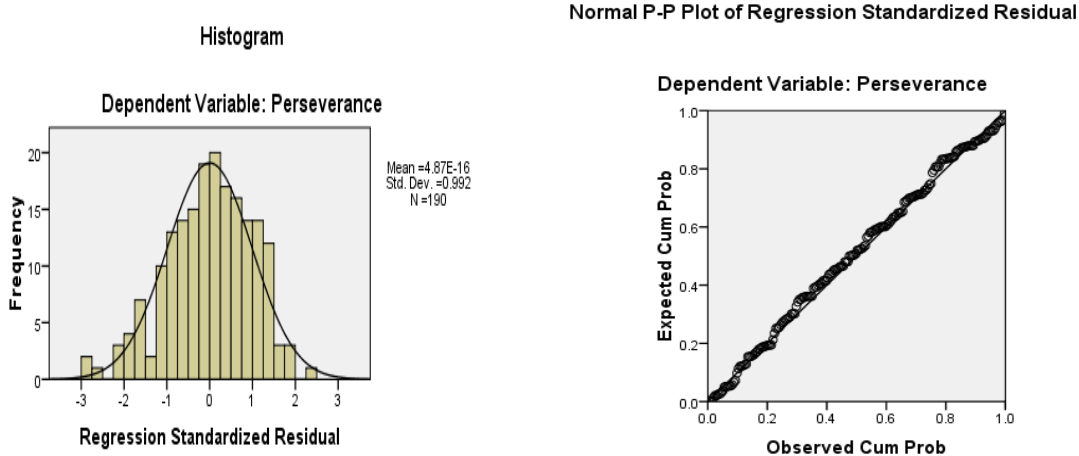 Histogram
Dependent Variable: Perseverance
Frequency
20
15
10
5
0
-3 -2 -1 0 1 2 3
Regression Standardized Residual
Mean =4.87E-16
Std. Dev. =0.992
N =190
Normal P-P Plot of Regression Standardized Residual
Dependent Variable: Perseverance
Expected Cum Prob
1.0
0.8
0.6
0.4
0.2
0.0
0.0 0.2 0.4 0.6 0.8 1.0
Observed Cum Prob